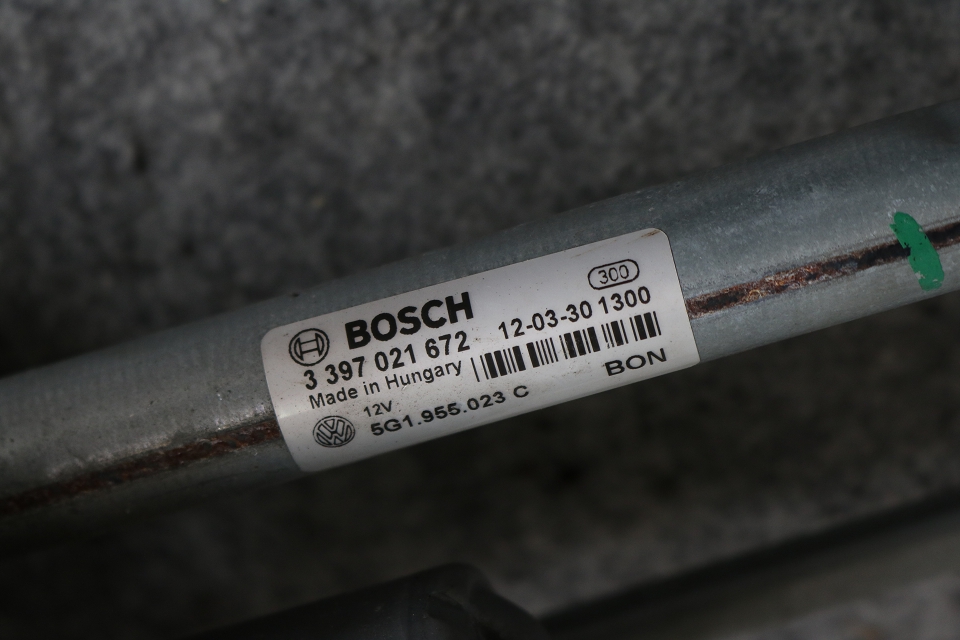 300
BOSCH
3 397 021 672 12-03-30 1300
Made in Hungary BON
12V
5G1.955.023 C